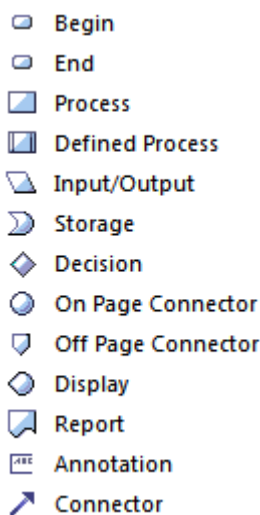 Begin
End
Process
Defined Process
Input/Output
Storage
Decision
On Page Connector
Off Page Connector
Display
Report
Annotation
Connector